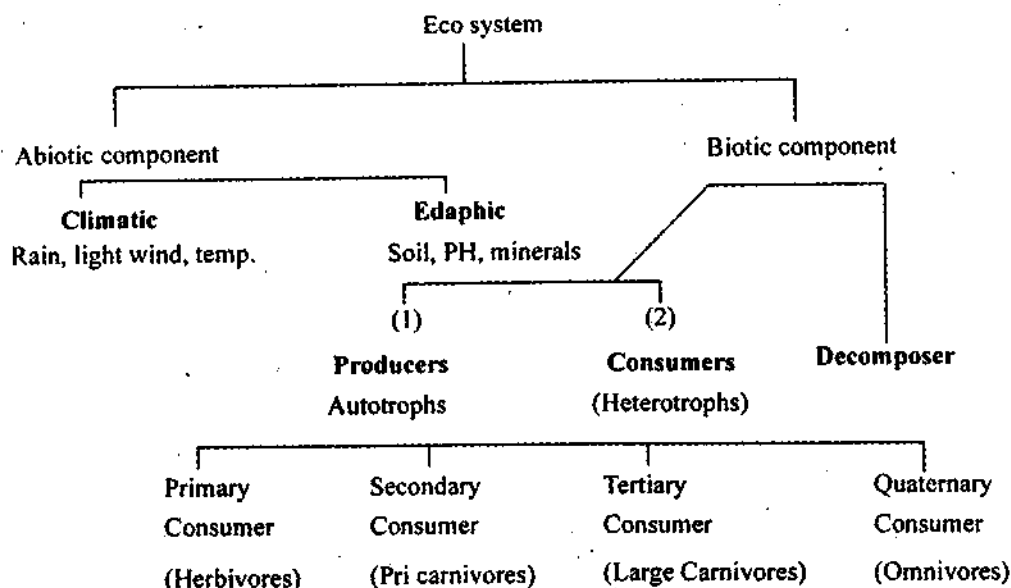 Eco system
Abiotic component
Biotic component
Climatic
Edaphic
Rain, light wind, temp.
Soil, PH, minerals
(1)
(2)
Producers
Consumers
Decomposer
Autotrophs
(Heterotrophs)
Primary
Secondary
Tertiary
Quaternary
Consumer
Consumer
Consumer
Consumer
(Herbivores)
(Pri carnivores)
(Large Carnivores)
(Omnivores)